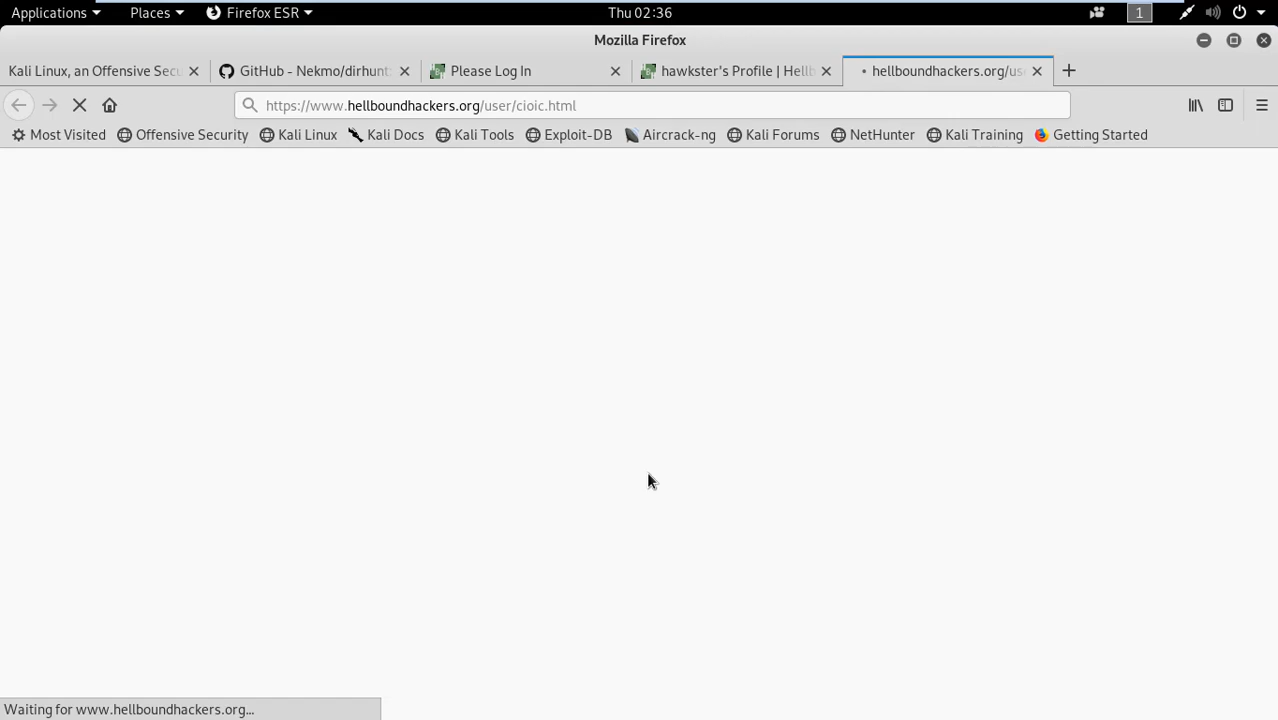 Applications Places Firefox ESR Thu 02:36 1
Mozilla Firefox
Kali Linux, an Offensive Secu GitHub - Nekmo/dirhunt: Please Log In hawkster's Profile | Hellb hellboundhackers.org/use
https://www.hellboundhackers.org/user/cioic.html
Most Visited Offensive Security Kali Linux Kali Docs Kali Tools Exploit-DB Aircrack-ng Kali Forums NetHunter Kali Training Getting Started
Waiting for www.hellboundhackers.org...